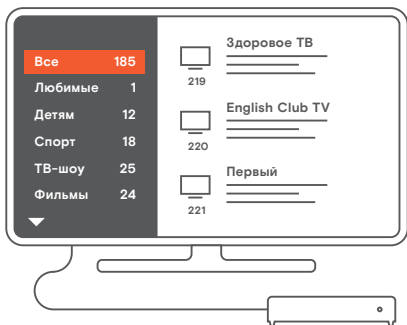 Все 185
Любимые 1
Детям 12
Спорт 18
ТВ-шоу 25
Фильмы 24
Здоровое ТВ
219
English Club TV
220
Первый
221